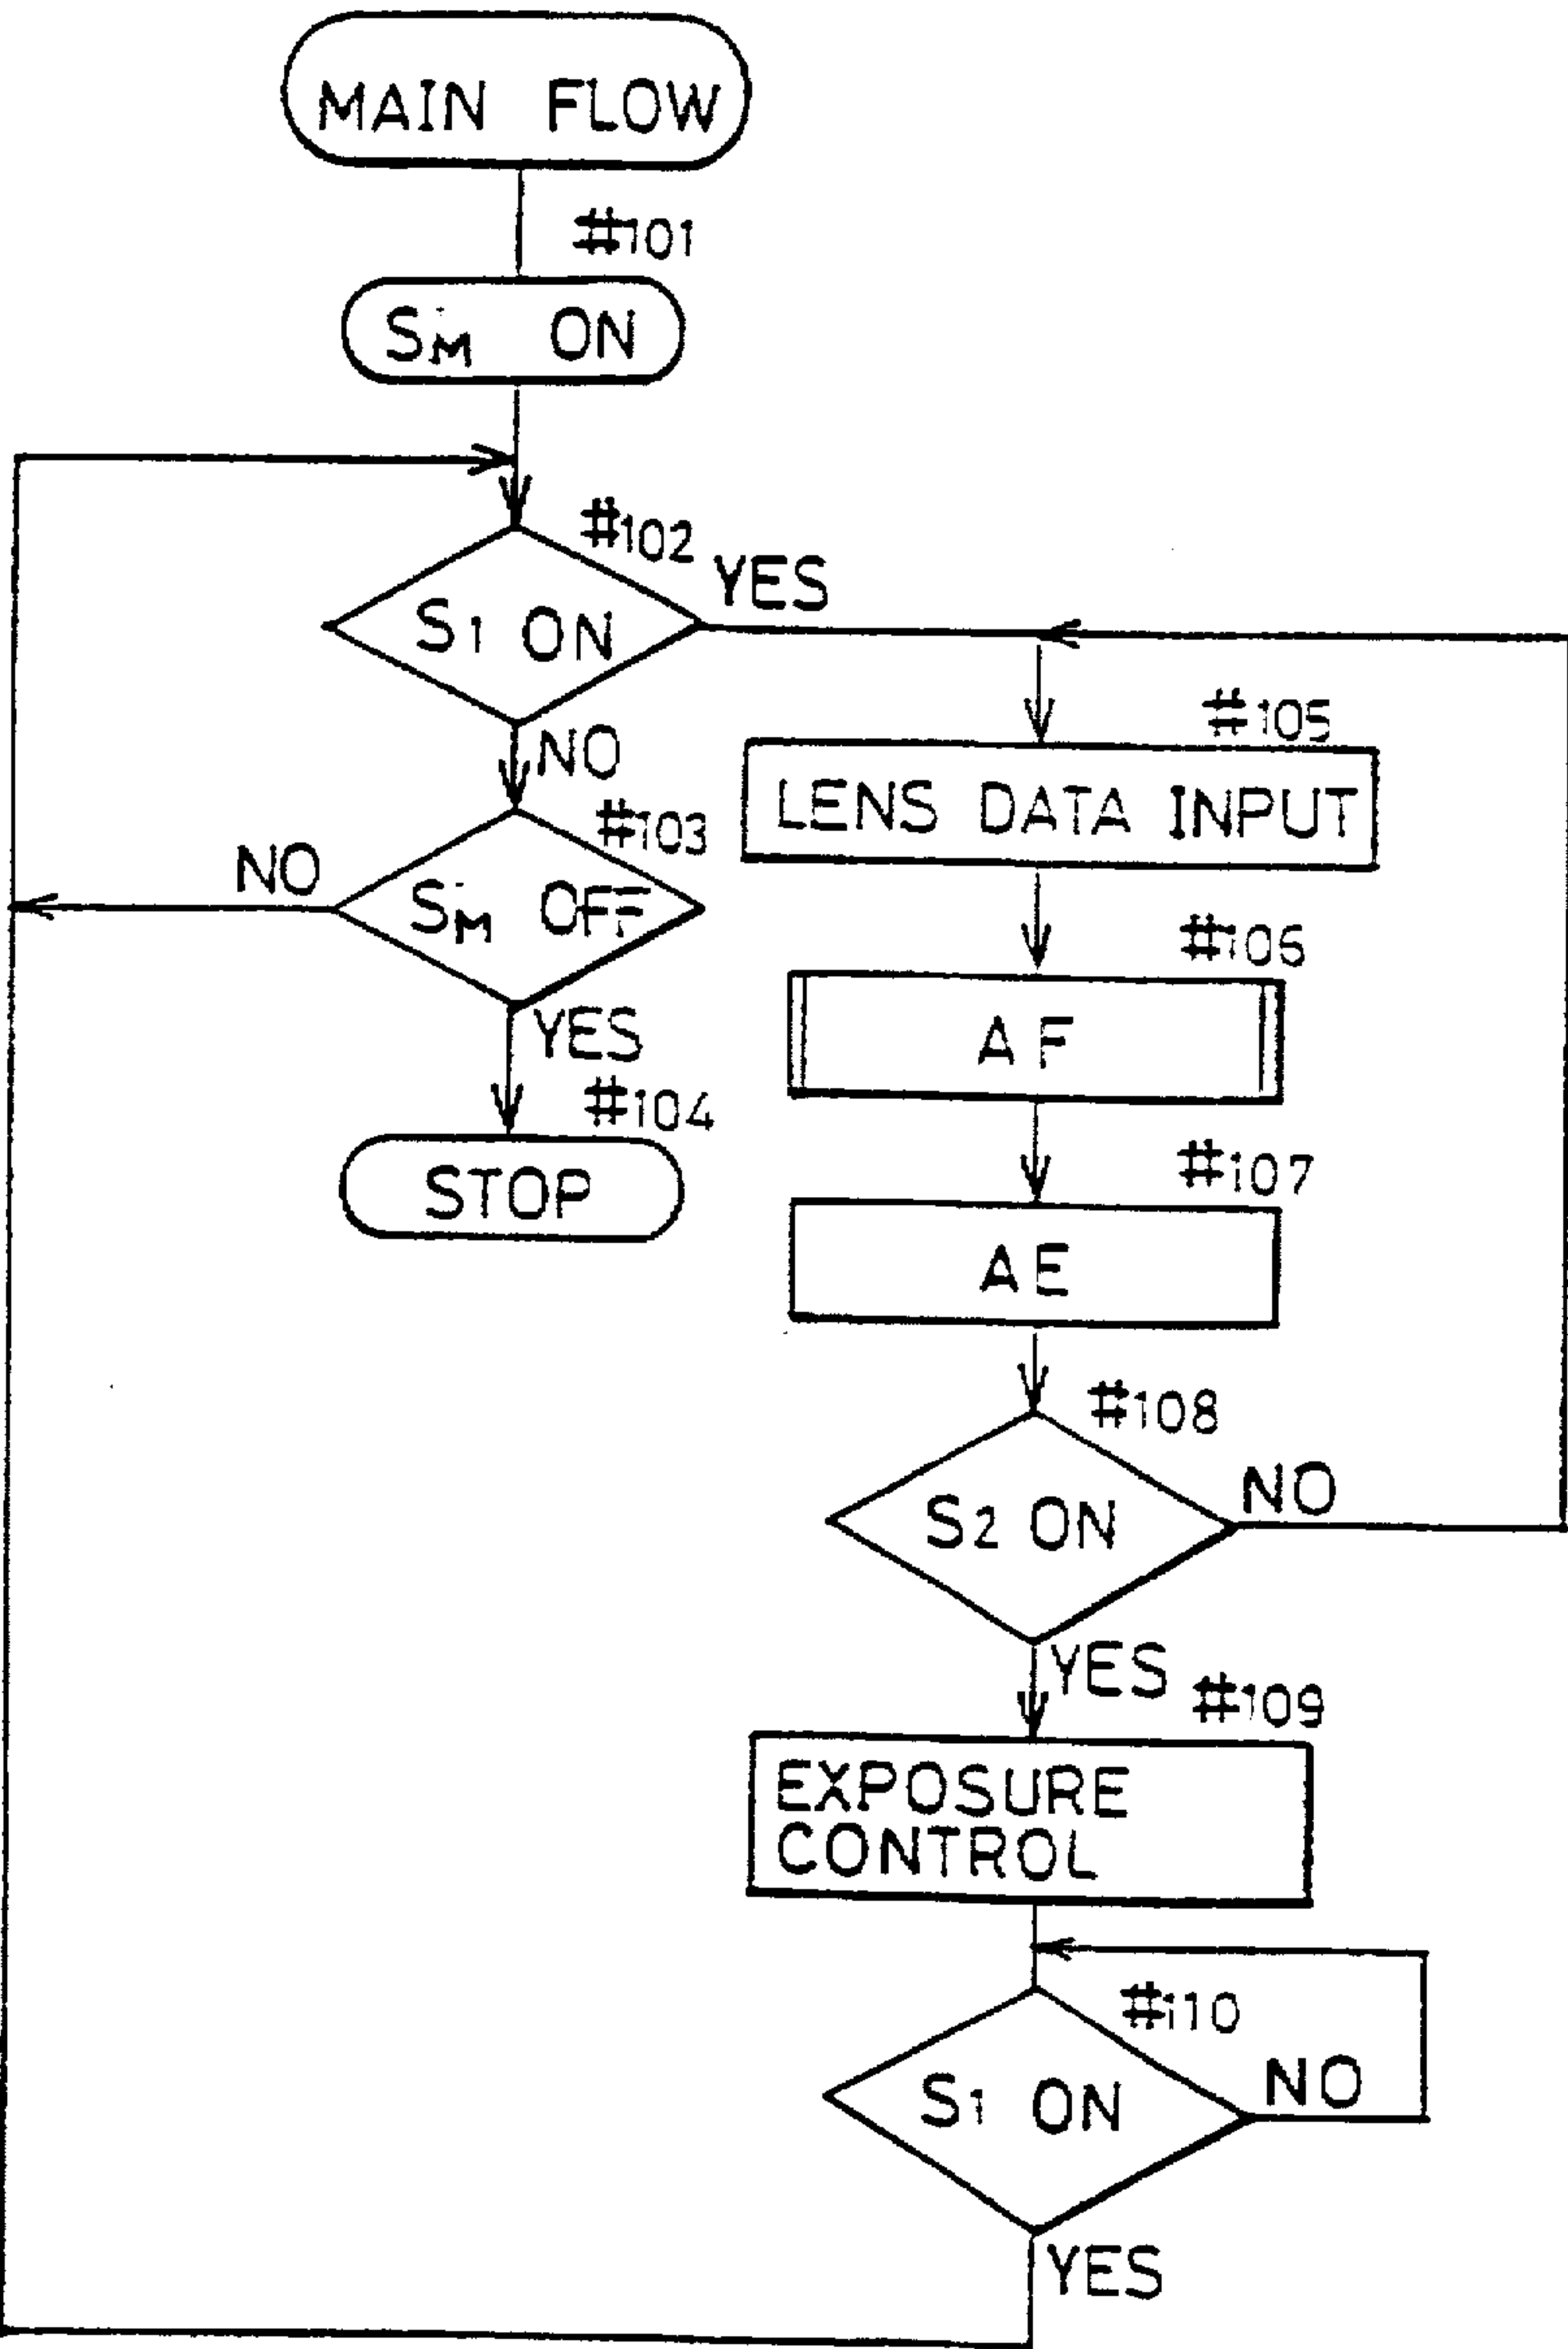 MAIN FLOW
#101
SM ON
#102
S1 ON
YES
NO
#103
SM OFF
NO
YES
#104
STOP
#105
LENS DATA INPUT
#106
AF
#107
AE
#108
S2 ON
NO
YES
#109
EXPOSURE
CONTROL
#110
S1 ON
NO
YES